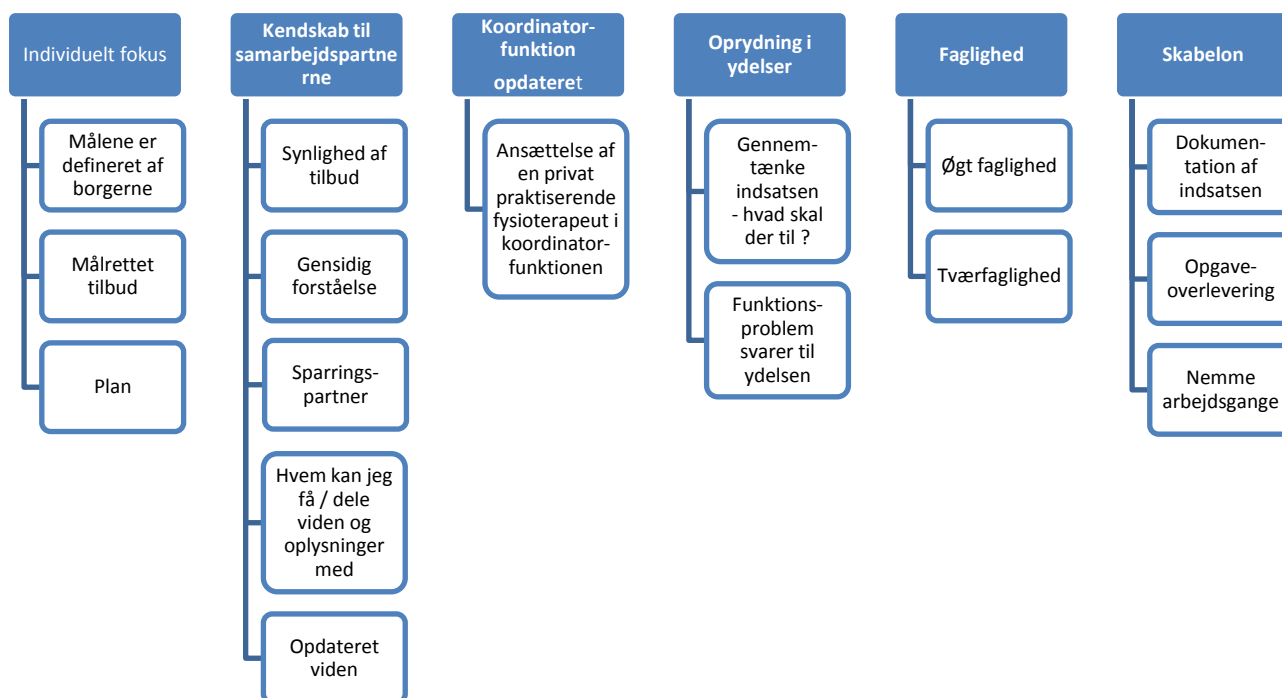 Individuelt fokus
Målene er
defineret af
borgerne
Målrettet
tilbud
Plan
Kendskab til
samarbejdspartne
rne
Synlighed af
tilbud
Gensidig
forståelse
Sparrings-
partner
Hvem kan jeg
få / dele
viden og
oplysninger
med
Opdateret
viden
Koordinator-
funktion
opdateret
Ansættelse af
en privat
praktiserende
fysioterapeut i
koordinator-
funktionen
Oprydning i
ydelser
Gennem-
tænke
indsatsen
- hvad skal
der til ?
Funktions-
problem
svarer til
ydelsen
Faglighed
Øgt faglighed
Tværfaglighed
Skabelon
Dokumen-
tation af
indsatsen
Opgave-
overlevering
Nemme
arbejdsgange